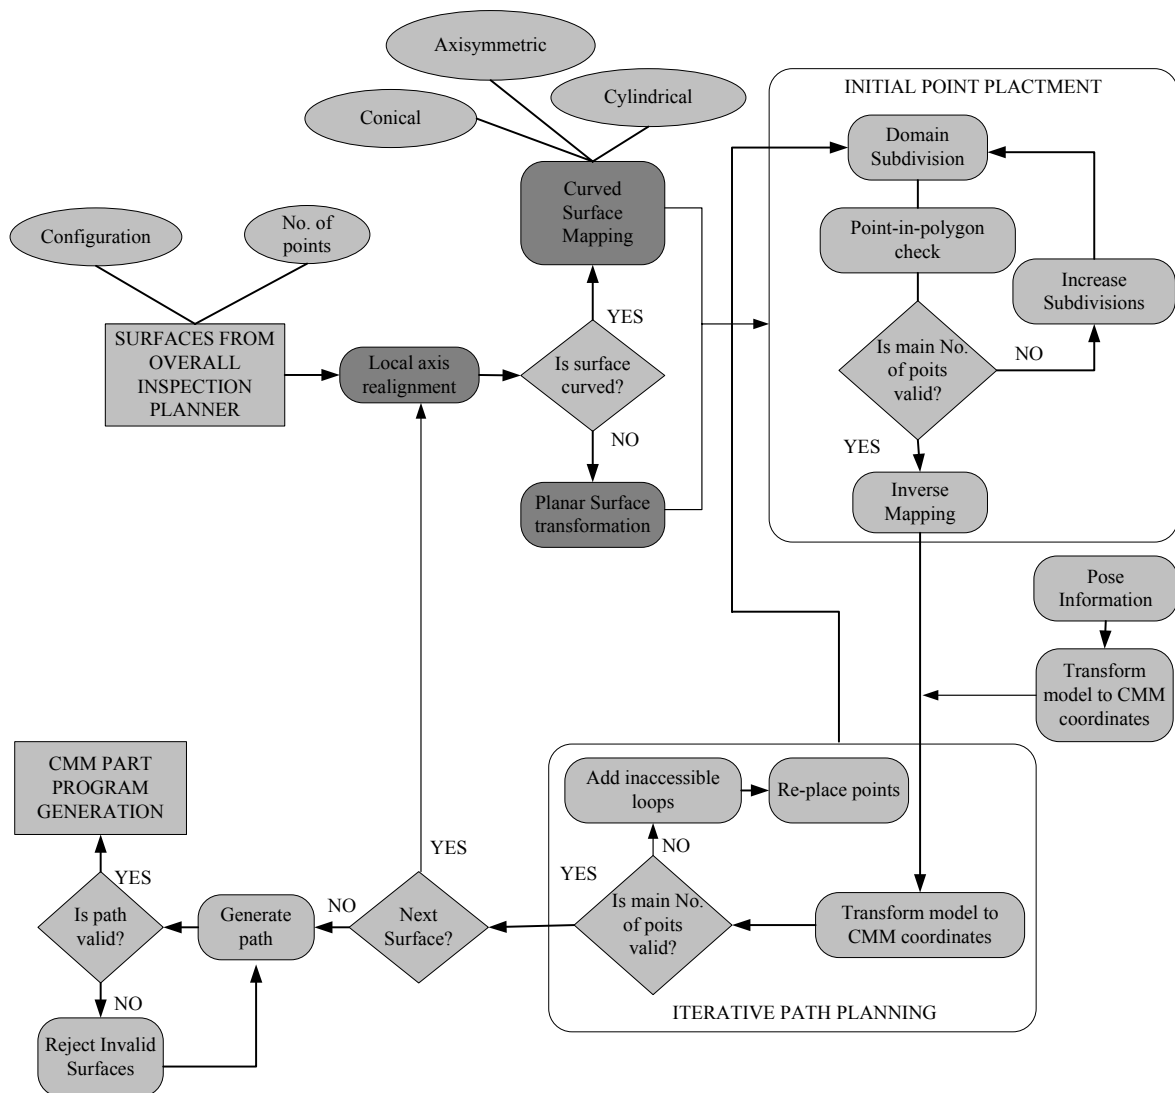 Axisymmetric
Conical
Cylindrical
Configuration
No. of
points
Curved
Surface
Mapping
SURFACES FROM
OVERALL
INSPECTION
PLANNER
Local axis
realignment
YES
Is surface
curved?
NO
Planar Surface
transformation
INITIAL POINT PLACTMENT
Domain
Subdivision
Point-in-polygon
check
Increase
Subdivisions
Is main No.
of poits
valid?
NO
YES
Inverse
Mapping
Pose
Information
Transform
model to CMM
coordinates
Add inaccessible
loops
Re-place points
NO
YES
Is main No.
of poits
valid?
Transform model to
CMM coordinates
ITERATIVE PATH PLANNING
YES
Next
Surface?
NO
Generate
path
CMM PART
PROGRAM
GENERATION
YES
Is path
valid?
NO
Reject Invalid
Surfaces